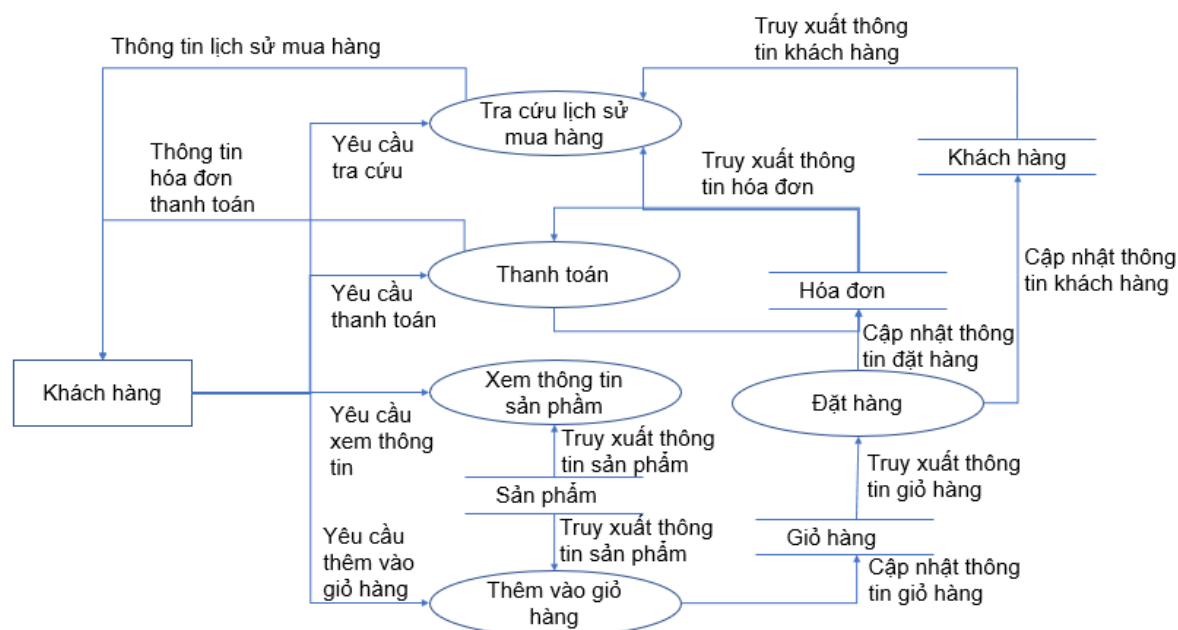 Thông tin lịch sử mua hàng
Truy xuất thông
tin khách hàng
Tra cứu lịch sử
mua hàng
Yêu cầu
tra cứu
Thông tin
hóa đơn
thanh toán
Truy xuất thông
tin hóa đơn
Khách hàng
Thanh toán
Yêu cầu
thanh toán
Hóa đơn
Cập nhật thông
tin khách hàng
Cập nhật thông
tin đặt hàng
Khách hàng
Xem thông tin
sản phẩm
Đặt hàng
Yêu cầu
xem thông
tin
Truy xuất thông
tin sản phẩm
Sản phẩm
Truy xuất thông
tin sản phẩm
Truy xuất thông
tin giỏ hàng
Giỏ hàng
Yêu cầu
thêm vào
giỏ hàng
Thêm vào giỏ
hàng
Cập nhật thông
tin giỏ hàng